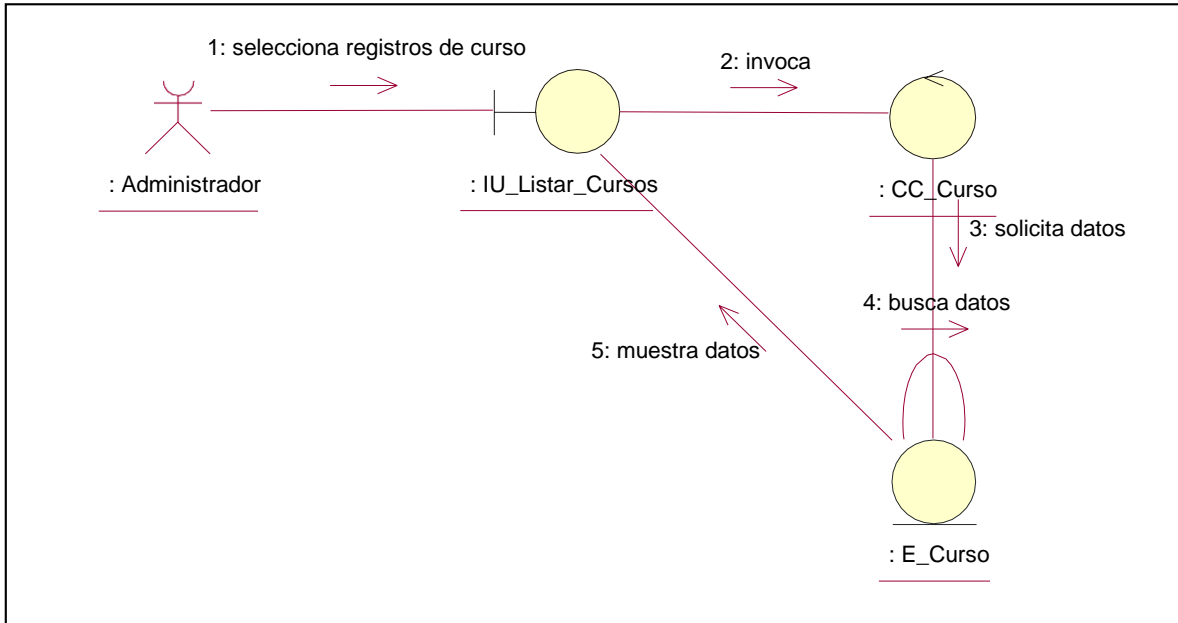 1: selecciona registros de curso
2: invoca
: Administrador
: IU_Listar_Cursos
: CC_Curso
3: solicita datos
4: busca datos
5: muestra datos
: E_Curso